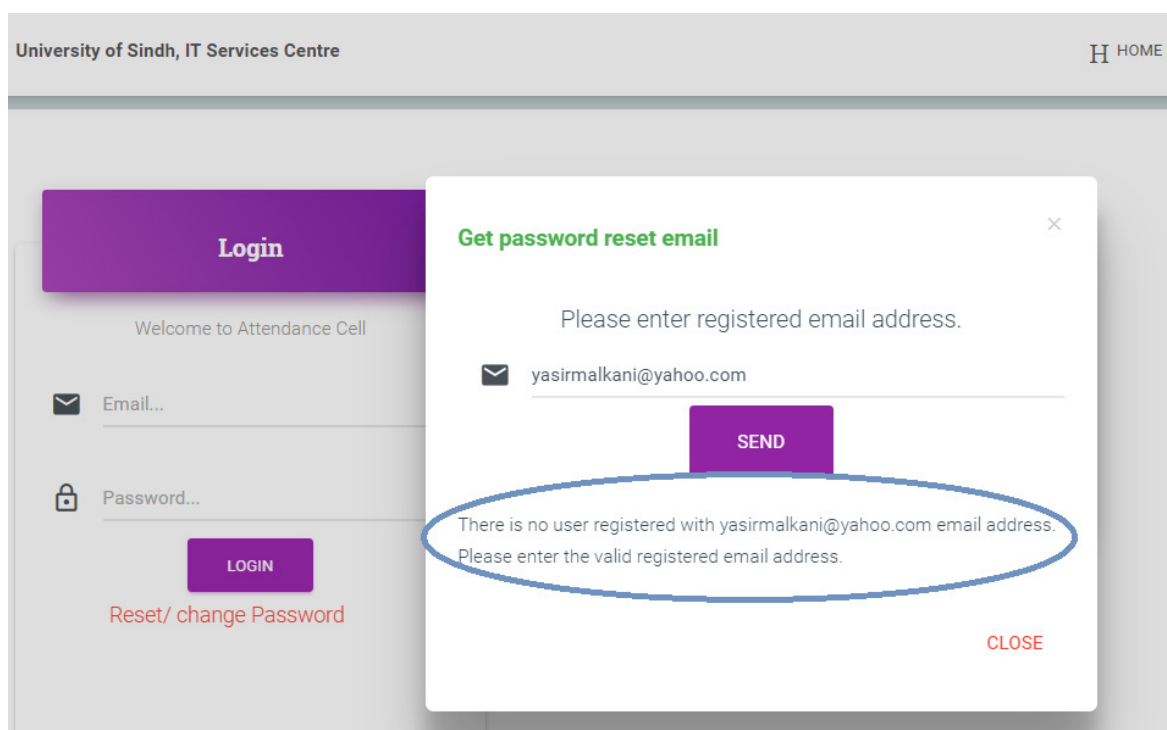 University of Sindh, IT Services Centre
H HOME
Login
Welcome to Attendance Cell
Email...
Password...
LOGIN
Reset/ change Password
Get password reset email
×
Please enter registered email address.
yasirmalkani@yahoo.com
SEND
There is no user registered with yasirmalkani@yahoo.com email address.
Please enter the valid registered email address.
CLOSE